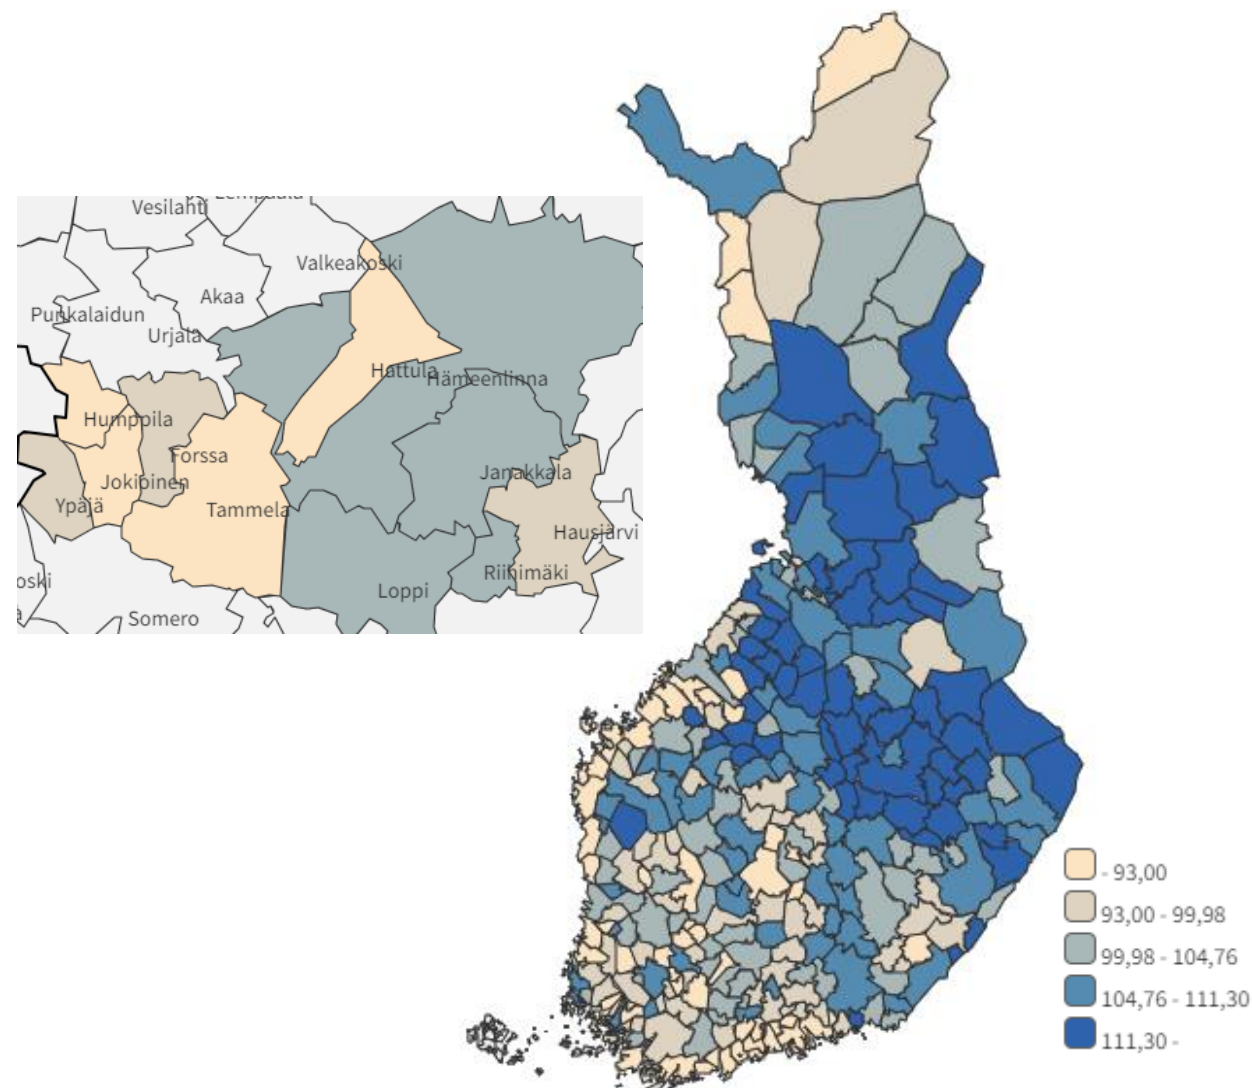 Vesilahti
Valkeakoski
Akaa
Punkalaidun
Urjala
Hattula
Hämeenlinna
Humppila
Forssa
Jokioinen
Janakkala
Ypäjä
Tammela
Hausjärvi
Riihimäki
oski
Loppi
Somero
- 93,00
93,00 - 99,98
99,98 - 104,76
104,76 - 111,30
111,30 -